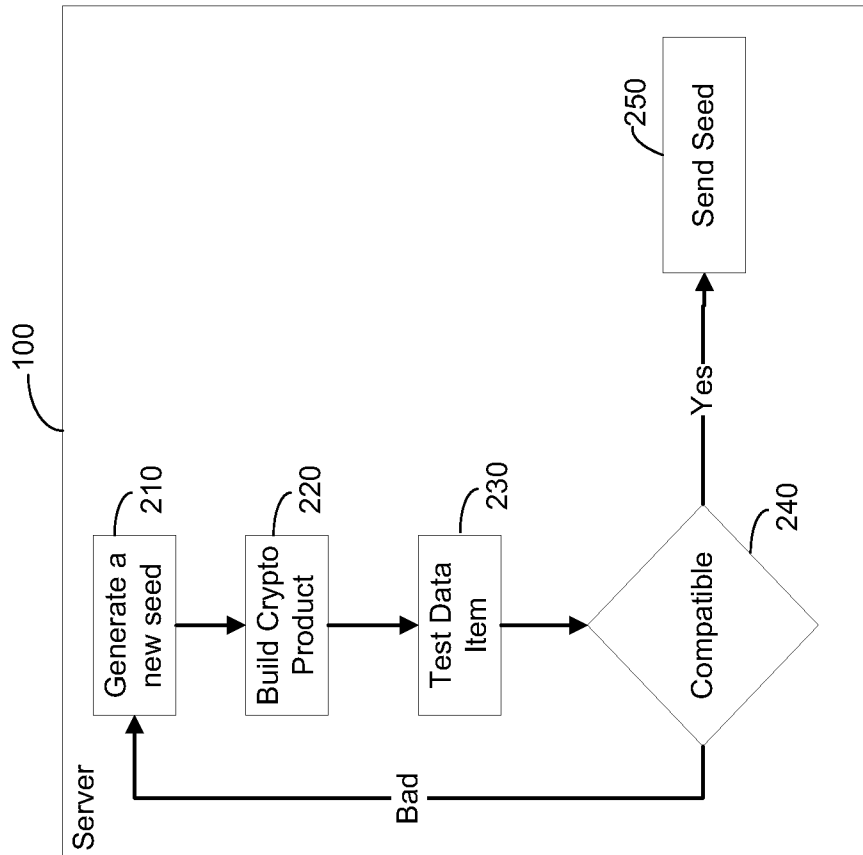 100
Server
210
Generate a
new seed
220
Build Crypto
Product
230
Test Data
Item
240
Compatible
Bad
Yes
250
Send Seed